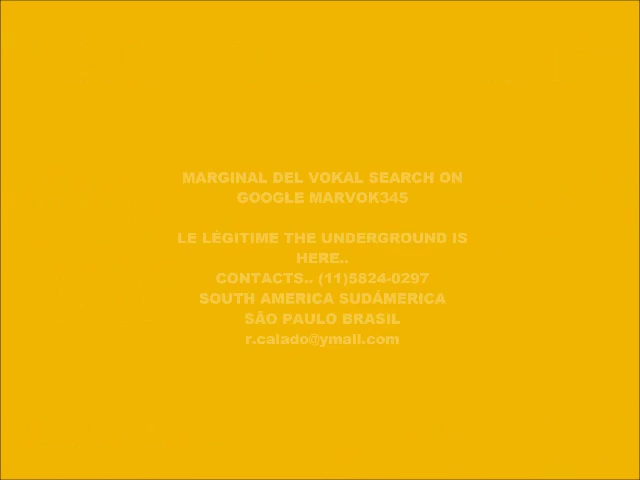 MARGINAL DEL VOKAL SEARCH ON
GOOGLE MARVOK345
LE LÉGITIME THE UNDERGROUND IS
HERE..
CONTACTS.. (11)5824-0297
SOUTH AMERICA SUDÁMERICA
SÃO PAULO BRASIL
r.calado@ymail.com